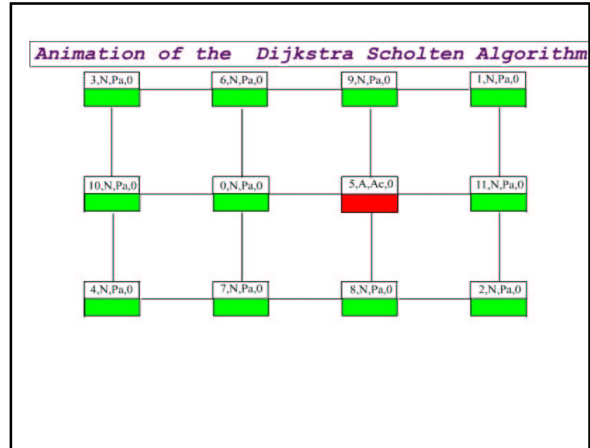 Animation of the Dijkstra Scholten Algorithm
3,N,Pa,0 6,N,Pa,0 9,N,Pa,0 1,N,Pa,0
10,N,Pa,0 0,N,Pa,0 5,A,Ac,0 11,N,Pa,0
4,N,Pa,0 7,N,Pa,0 8,N,Pa,0 2,N,Pa,0